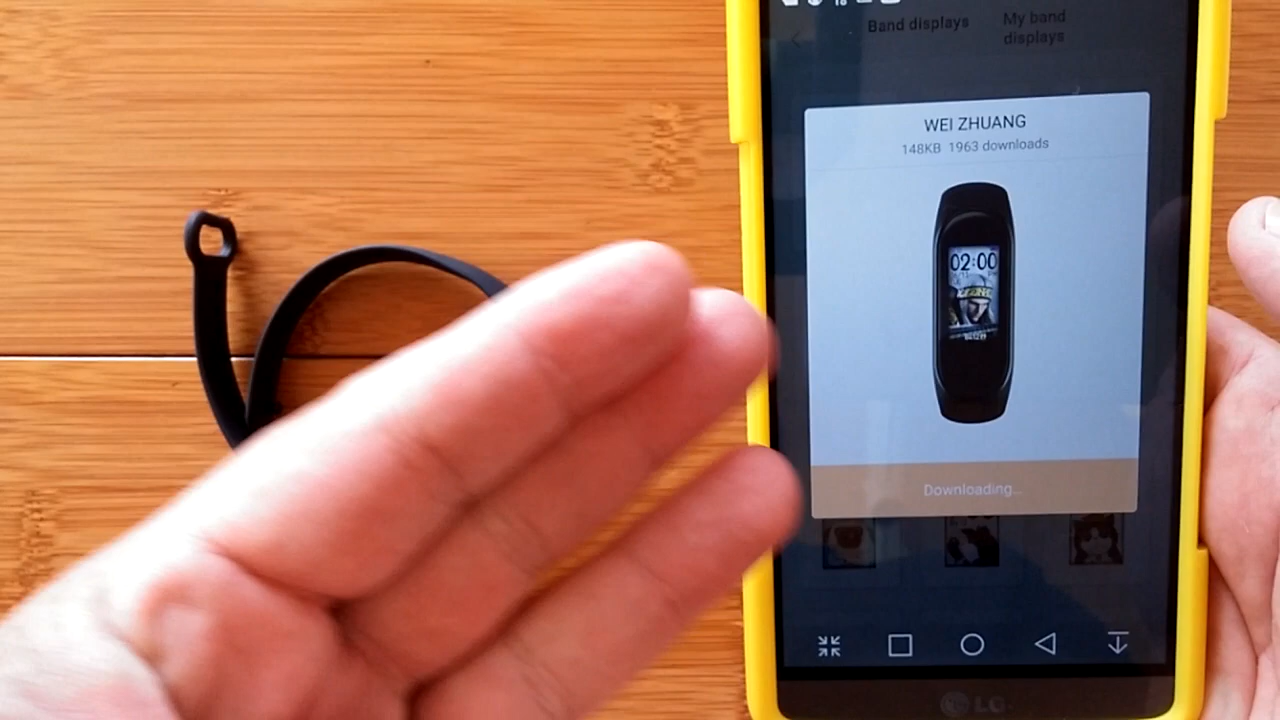 Band displays
My band
displays
WEI ZHUANG
148KB 1963 downloads
02:00
Downloading...
LG